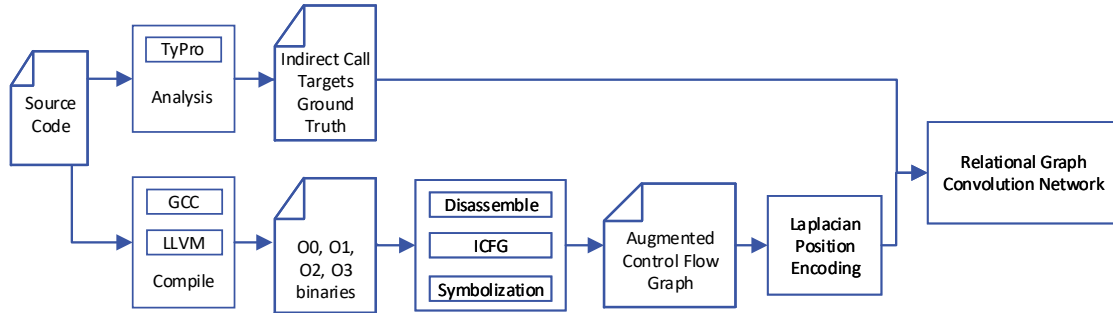 Source
Code
TyPro
Analysis
Indirect Call
Targets
Ground
Truth
GCC
LLVM
Compile
O0, O1,
O2, O3
binaries
Disassemble
ICFG
Symbolization
Augmented
Control Flow
Graph
Laplacian
Position
Encoding
Relational Graph
Convolution Network